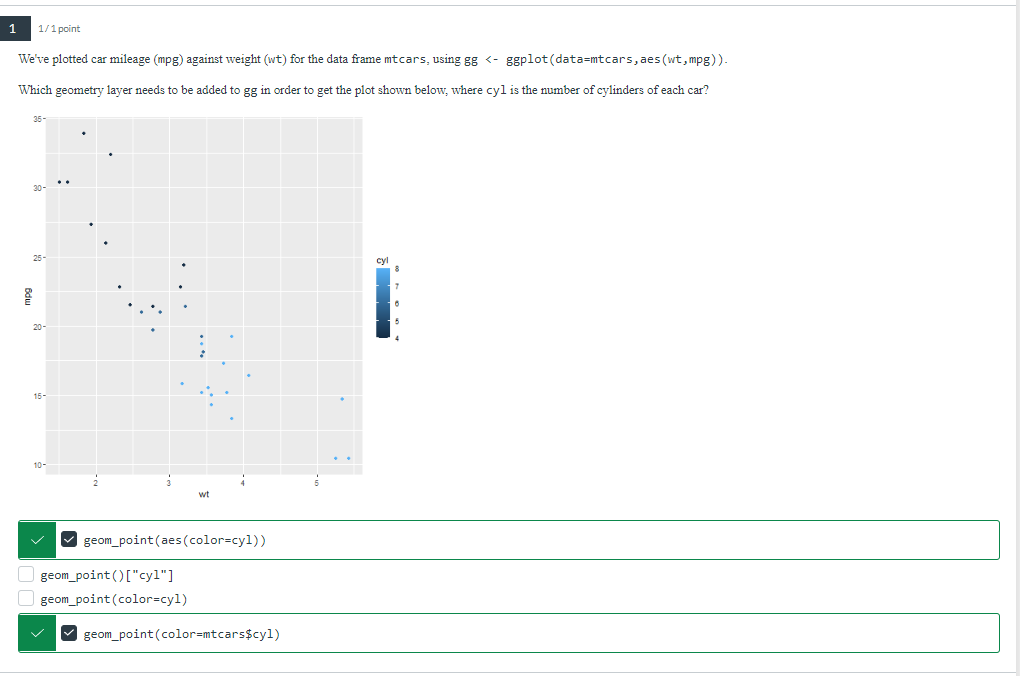 1 1 / 1 point
We've plotted car mileage (mpg) against weight (wt) for the data frame mtcars, using gg <- ggplot(data=mtcars,aes(wt,mpg)).
Which geometry layer needs to be added to gg in order to get the plot shown below, where cyl is the number of cylinders of each car?
35
30
25
20
15
10
mpg
2 3 4 5
wt
cyl
8
7
6
5
4
geom_point(aes(color=cyl))
geom_point()["cyl"]
geom_point(color=cyl)
geom_point(color=mtcars$cyl)